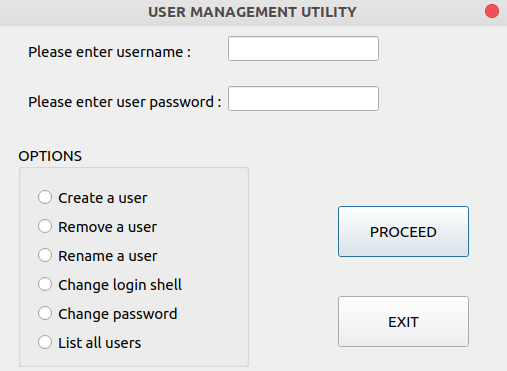 USER MANAGEMENT UTILITY
Please enter username :
Please enter user password :
OPTIONS
Create a user
Remove a user
Rename a user
Change login shell
Change password
List all users
PROCEED
EXIT